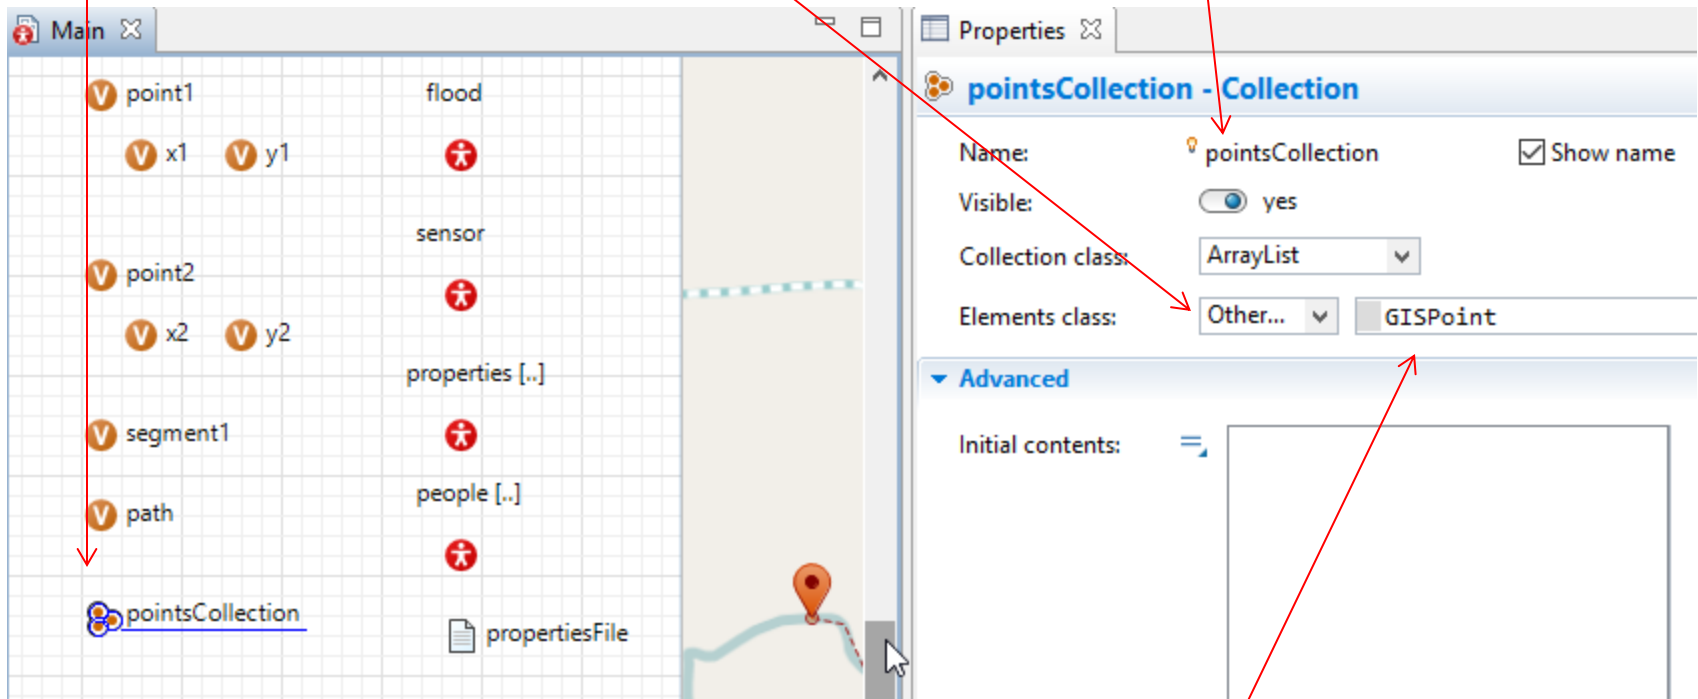 Main
point1
flood
x1
y1
sensor
point2
x2
y2
properties [..]
segment1
people [..]
path
pointsCollection
propertiesFile
Properties
pointsCollection - Collection
Name:
pointsCollection
Show name
Visible:
yes
Collection class:
ArrayList
Elements class:
Other...
GISPoint
Advanced
Initial contents: